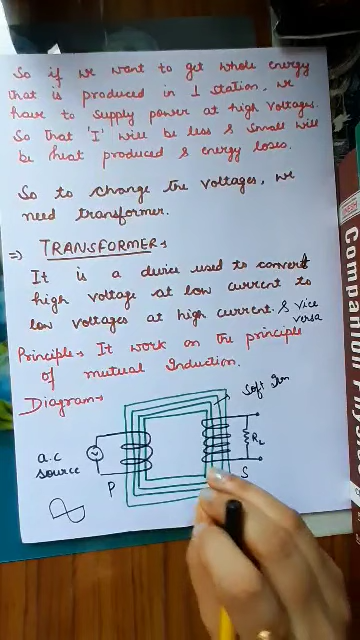 So if we want to get whole energy
that is produced in 1 station, we
have to supply power at high voltages.
So that 'I' will be less & small will
be heat produced & energy loses.
So to change the voltages, we
need transformer.
⇒ TRANSFORMER→
It is a device used to convert
high voltage at low current to
low voltages at high current. & vice
versa
Principle→ It work on the principle
of mutual Induction.
Diagram→
Soft Iron
a.c
source
P
S
RL
Companion